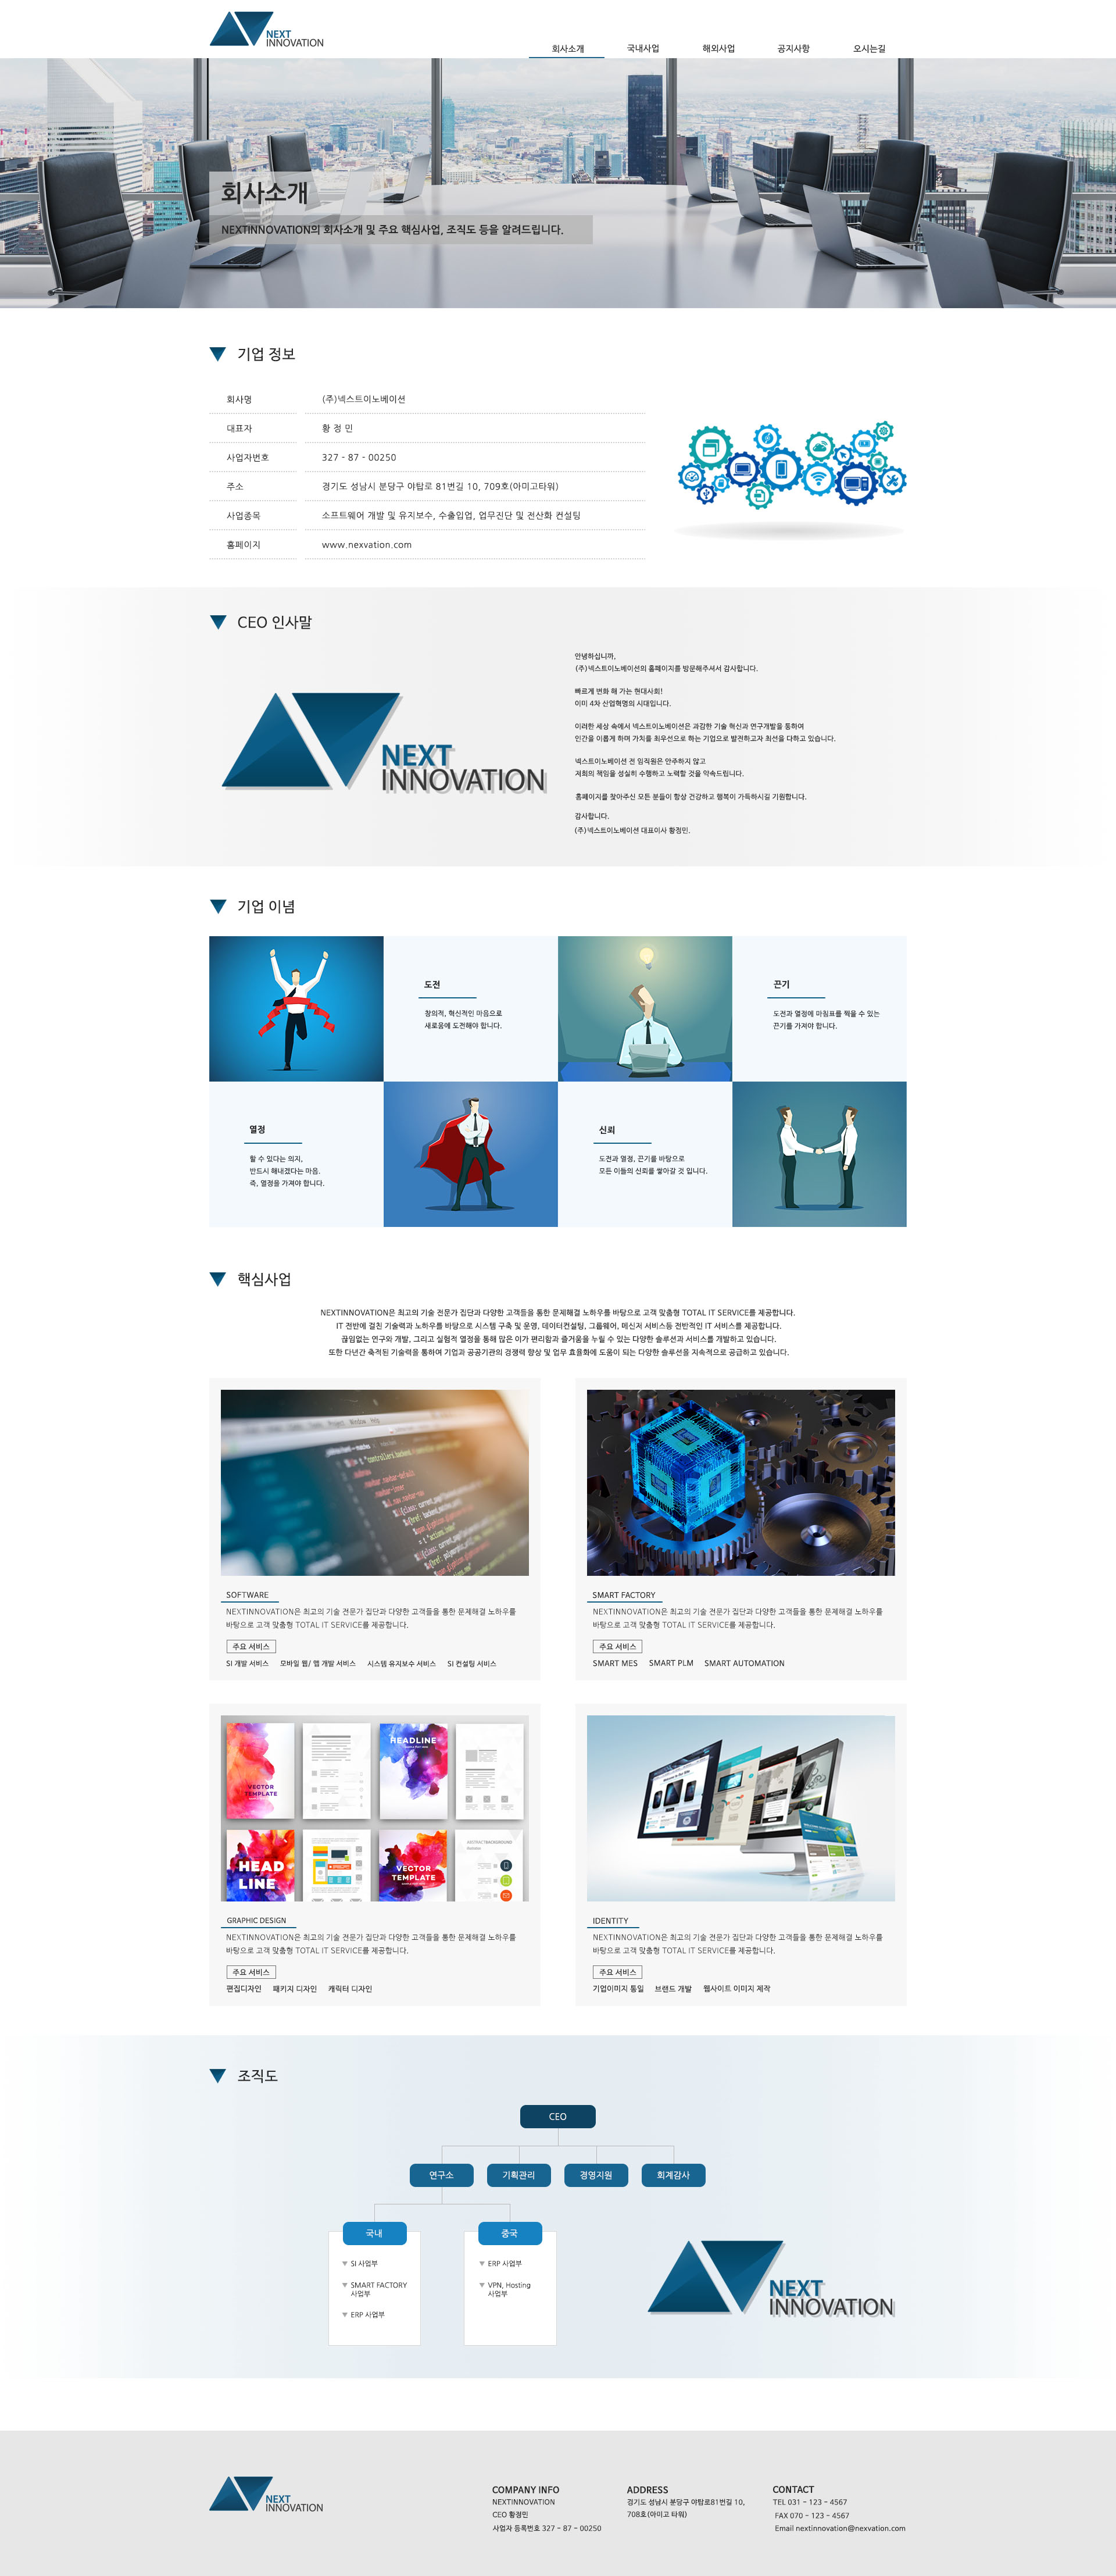 NEXT
INNOVATION
회사소개
국내사업
해외사업
공지사항
오시는길
회사소개
NEXTINNOVATION의 회사소개 및 주요 핵심사업, 조직도 등을 알려드립니다.
기업 정보
회사명 (주)넥스트이노베이션
대표자 황 정 민
사업자번호 327 - 87 - 00250
주소 경기도 성남시 분당구 야탑로 81번길 10, 709호(아미고타워)
사업종목 소프트웨어 개발 및 유지보수, 수출입업, 업무진단 및 전산화 컨설팅
홈페이지 www.nexvation.com
CEO 인사말
NEXT
INNOVATION
안녕하십니까,
(주)넥스트이노베이션의 홈페이지를 방문해주셔서 감사합니다.
빠르게 변화 해 가는 현대사회!
이미 4차 산업혁명의 시대입니다.
이러한 세상 속에서 넥스트이노베이션은 과감한 기술 혁신과 연구개발을 통하여
인간을 이롭게 하며 가치를 최우선으로 하는 기업으로 발전하고자 최선을 다하고 있습니다.
넥스트이노베이션 전 임직원은 안주하지 않고
저희의 책임을 성실히 수행하고 노력할 것을 약속드립니다.
홈페이지를 찾아주신 모든 분들이 항상 건강하고 행복이 가득하시길 기원합니다.
감사합니다.
(주)넥스트이노베이션 대표이사 황정민.
기업 이념
도전
창의적, 혁신적인 마음으로
새로움에 도전해야 합니다.
끈기
도전과 열정에 마침표를 찍을 수 있는
끈기를 가져야 합니다.
열정
할 수 있다는 의지,
반드시 해내겠다는 마음.
즉, 열정을 가져야 합니다.
신뢰
도전과 열정, 끈기를 바탕으로
모든 이들의 신뢰를 쌓아갈 것 입니다.
핵심사업
NEXTINNOVATION은 최고의 기술 전문가 집단과 다양한 고객들을 통한 문제해결 노하우를 바탕으로 고객 맞춤형 TOTAL IT SERVICE를 제공합니다.
IT 전반에 걸친 기술력과 노하우를 바탕으로 시스템 구축 및 운영, 데이터컨설팅, 그룹웨어, 메신저 서비스등 전반적인 IT 서비스를 제공합니다.
끊임없는 연구와 개발, 그리고 실험적 열정을 통해 많은 이가 편리함과 즐거움을 누릴 수 있는 다양한 솔루션과 서비스를 개발하고 있습니다.
또한 다년간 축적된 기술력을 통하여 기업과 공공기관의 경쟁력 향상 및 업무 효율화에 도움이 되는 다양한 솔루션을 지속적으로 공급하고 있습니다.
SOFTWARE
NEXTINNOVATION은 최고의 기술 전문가 집단과 다양한 고객들을 통한 문제해결 노하우를
바탕으로 고객 맞춤형 TOTAL IT SERVICE를 제공합니다.
주요 서비스
SI 개발 서비스 모바일 웹/ 앱 개발 서비스 시스템 유지보수 서비스 SI 컨설팅 서비스
SMART FACTORY
NEXTINNOVATION은 최고의 기술 전문가 집단과 다양한 고객들을 통한 문제해결 노하우를
바탕으로 고객 맞춤형 TOTAL IT SERVICE를 제공합니다.
주요 서비스
SMART MES SMART PLM SMART AUTOMATION
VECTOR
TEMPLATE
HEADLINE
HEAD
LINE
VECTOR
TEMPLATE
ABSTRACT BACKGROUND
GRAPHIC DESIGN
NEXTINNOVATION은 최고의 기술 전문가 집단과 다양한 고객들을 통한 문제해결 노하우를
바탕으로 고객 맞춤형 TOTAL IT SERVICE를 제공합니다.
주요 서비스
편집디자인 패키지 디자인 캐릭터 디자인
IDENTITY
NEXTINNOVATION은 최고의 기술 전문가 집단과 다양한 고객들을 통한 문제해결 노하우를
바탕으로 고객 맞춤형 TOTAL IT SERVICE를 제공합니다.
주요 서비스
기업이미지 통일 브랜드 개발 웹사이트 이미지 제작
조직도
CEO
연구소
기획관리
경영지원
회계감사
국내
SI 사업부
SMART FACTORY
사업부
ERP 사업부
중국
ERP 사업부
VPN, Hosting
사업부
NEXT
INNOVATION
NEXT
INNOVATION
COMPANY INFO
NEXTINNOVATION
CEO 황정민
사업자 등록번호 327 - 87 - 00250
ADDRESS
경기도 성남시 분당구 야탑로81번길 10,
708호(아미고 타워)
CONTACT
TEL 031 - 123 - 4567
FAX 070 - 123 - 4567
Email nextinnovation@nexvation.com